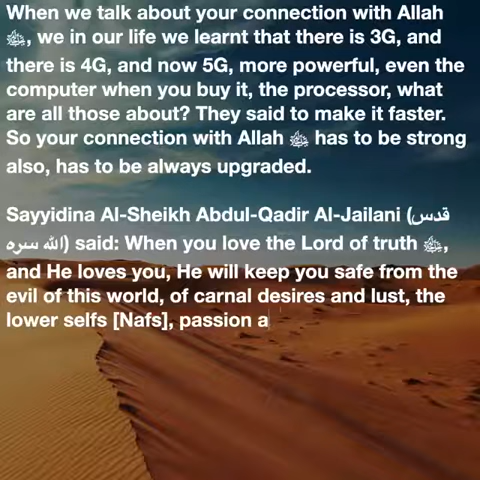 When we talk about your connection with Allah
ﷻ, we in our life we learnt that there is 3G, and
there is 4G, and now 5G, more powerful, even the
computer when you buy it, the processor, what
are all those about? They said to make it faster.
So your connection with Allah ﷻ has to be strong
also, has to be always upgraded.
Sayyidina Al-Sheikh Abdul-Qadir Al-Jailani (قدس
الله سره) said: When you love the Lord of truth ﷻ,
and He loves you, He will keep you safe from the
evil of this world, of carnal desires and lust, the
lower selfs [Nafs], passion a